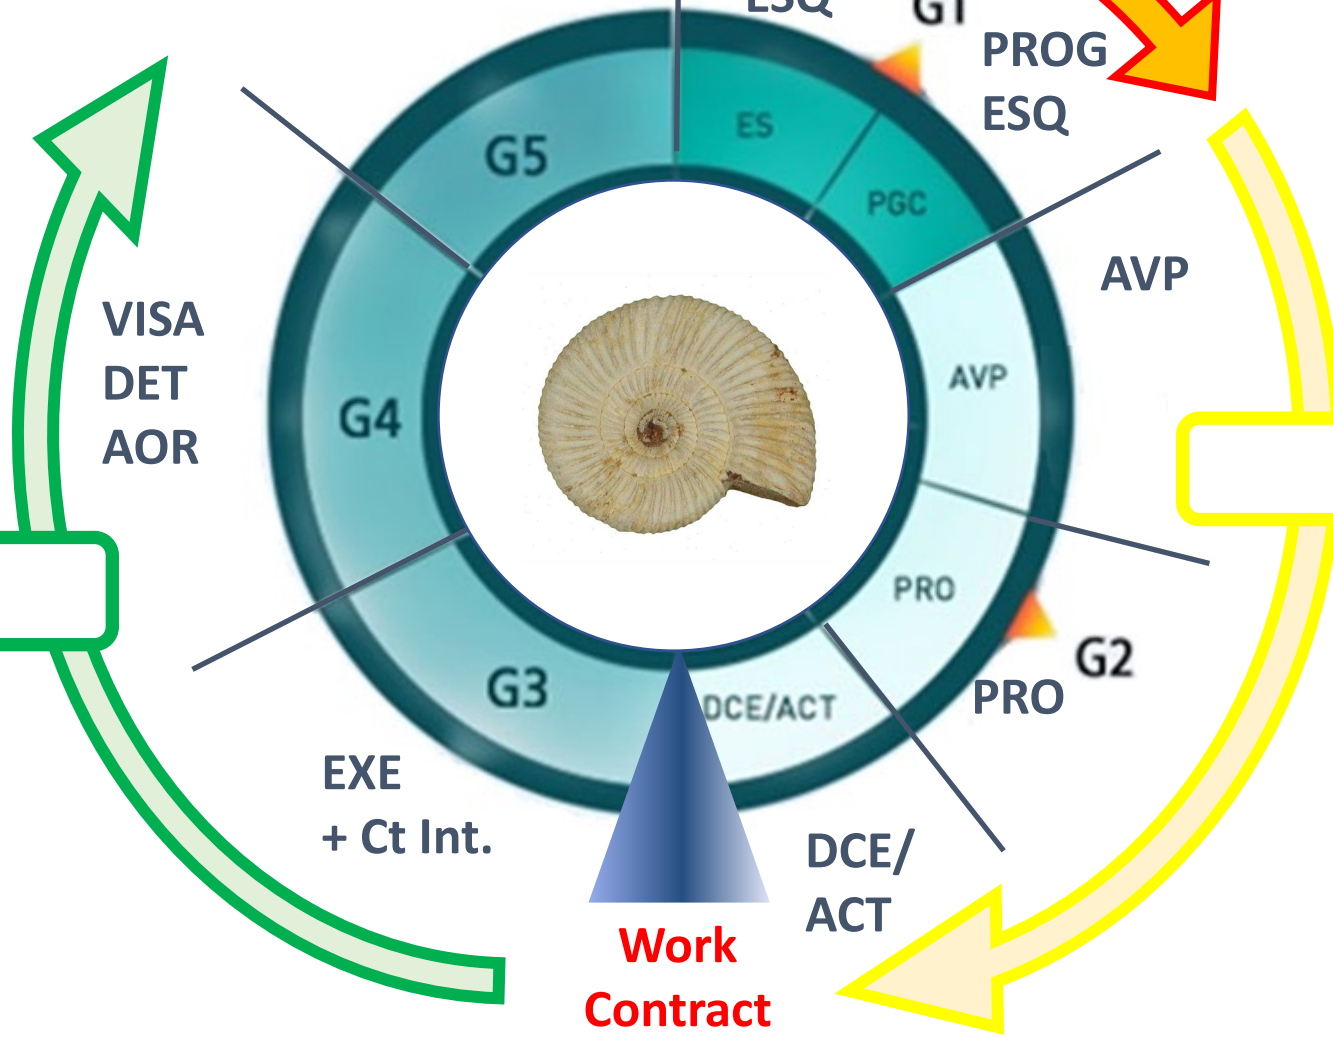 ESQ
G1
PROG
ESQ
ES
G5
PGC
AVP
VISA
DET
AOR
AVP
G4
PRO
G2
PRO
G3
DCE/ACT
EXE
+ Ct Int.
DCE/
ACT
Work
Contract